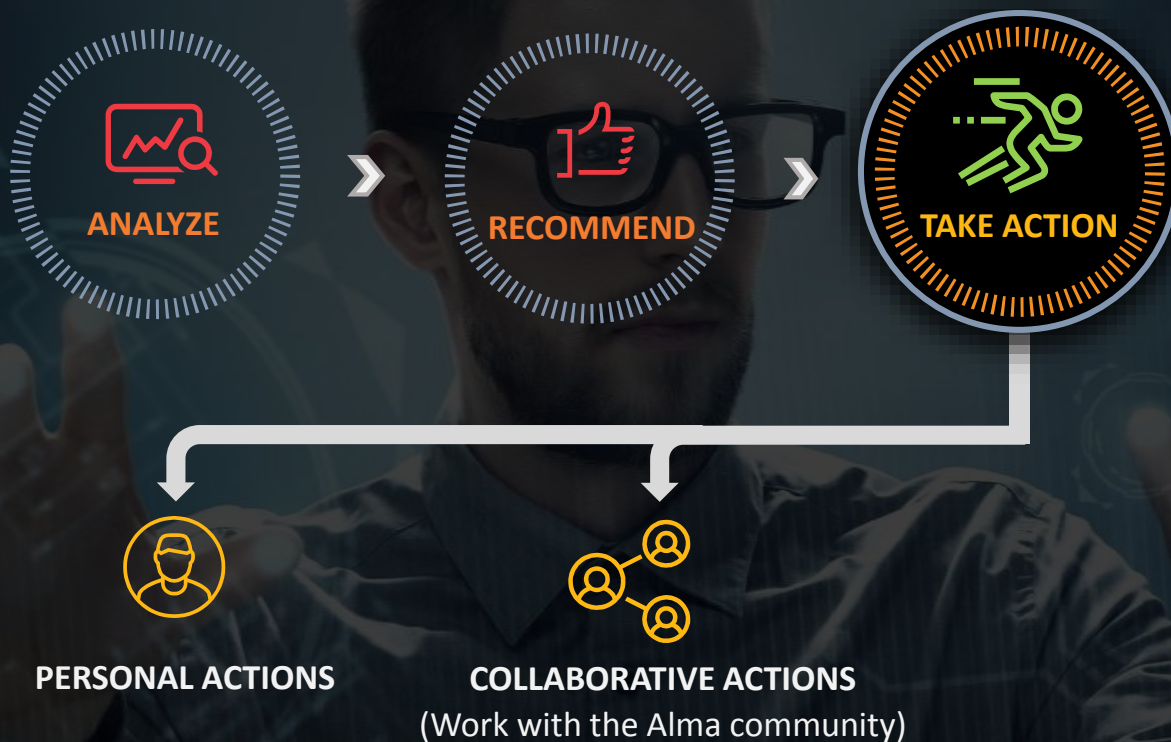 ANALYZE
RECOMMEND
TAKE ACTION
PERSONAL ACTIONS
COLLABORATIVE ACTIONS
(Work with the Alma community)